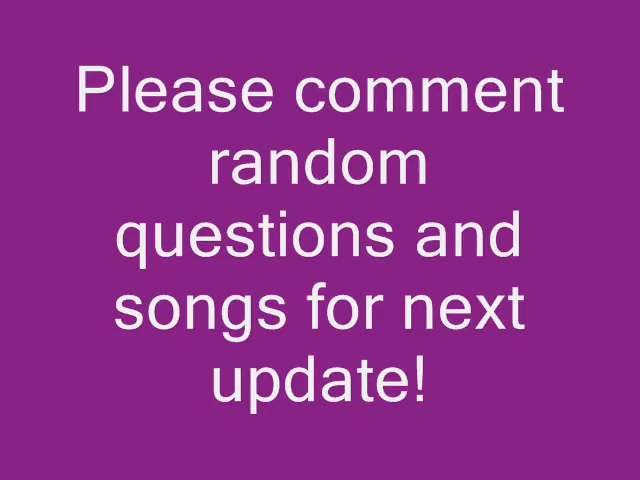 Please comment
random
questions and
songs for next
update!